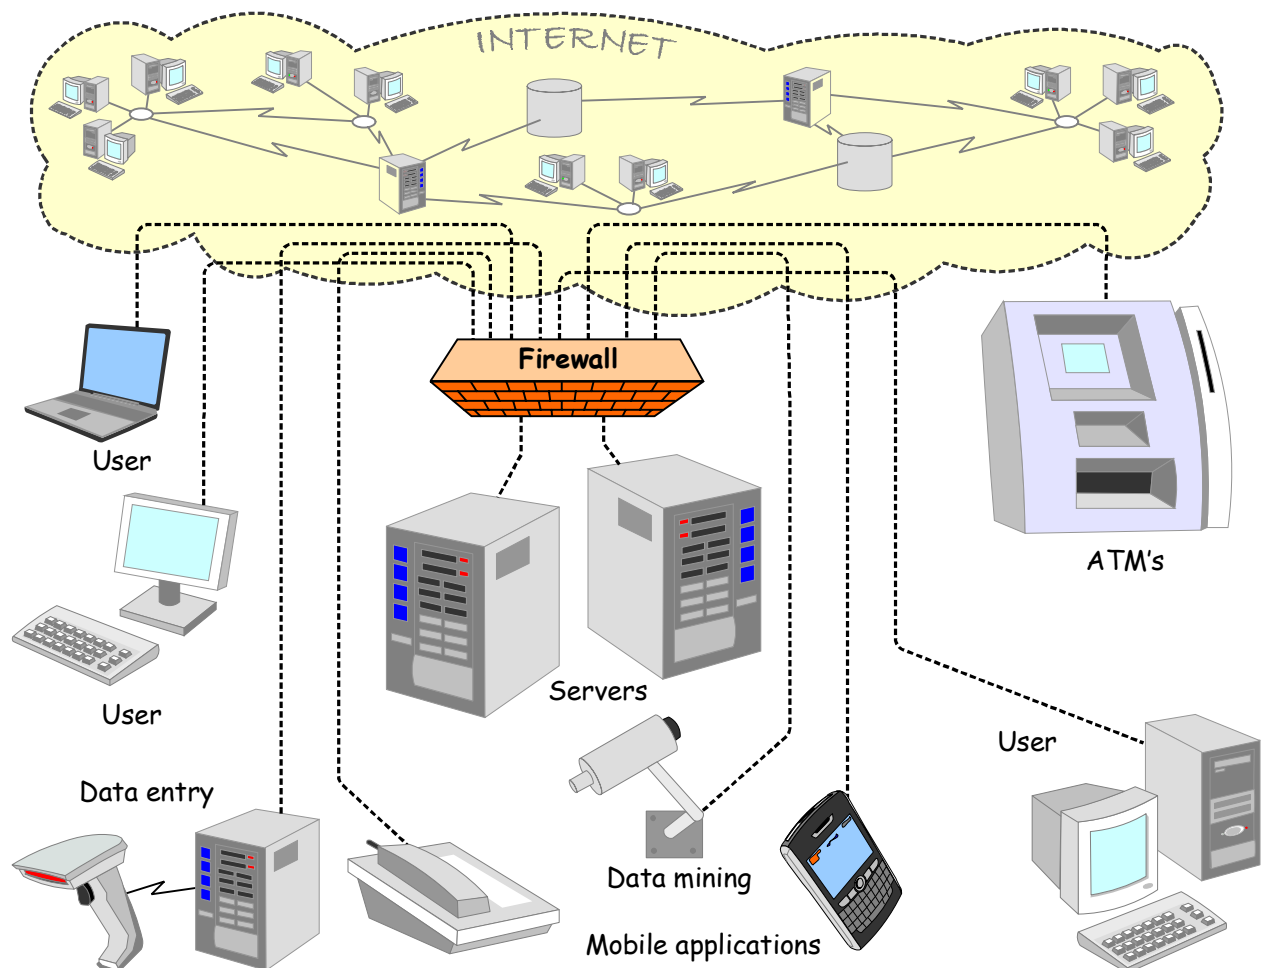 INTERNET
Firewall
User
ATM's
Servers
User
User
Data entry
Data mining
Mobile applications